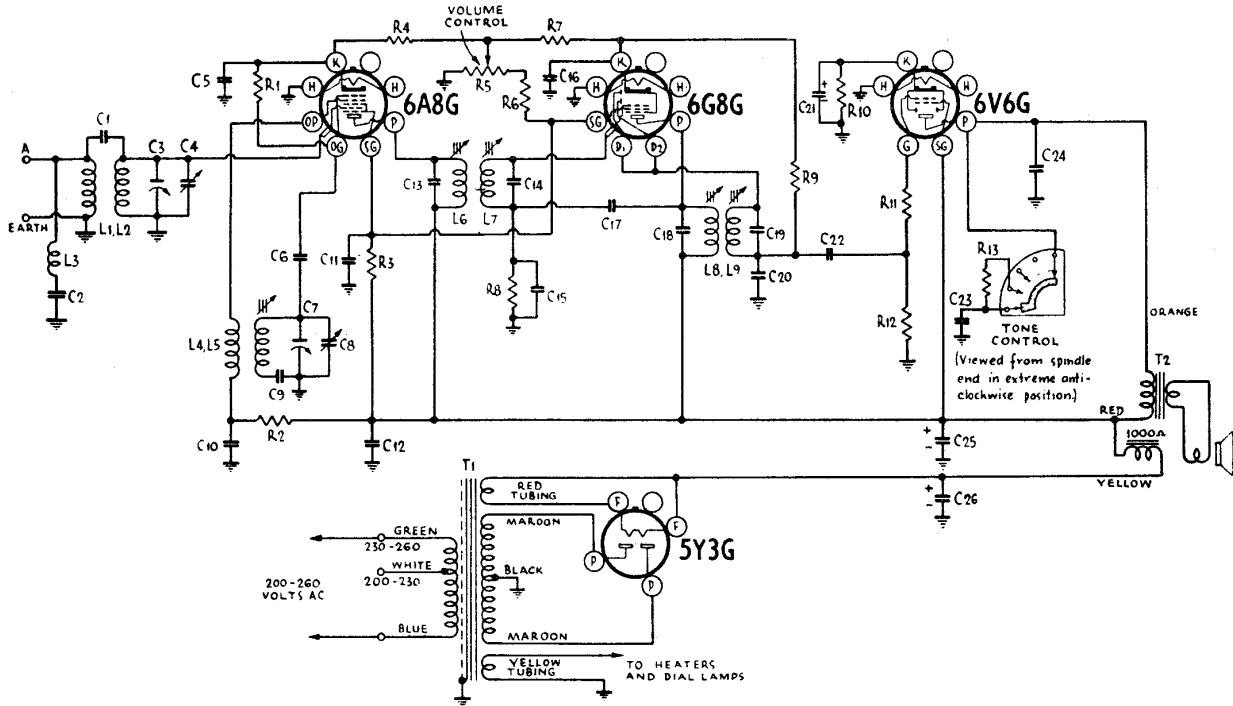 VOLUME
CONTROL
R4
R7
C5
R1
K
H
H
6A8G
OP
P
OG
SG
R5
R6
C16
K
H
H
6G8G
SG
P
D1
D2
C21
R10
K
H
H
6V6G
P
G
SG
C24
A
C1
C3
C4
EARTH
L1, L2
L3
C2
C6
C11
R3
C13
L6
L7
C14
C17
R8
C15
C18
L8, L9
C19
C20
R9
C22
R11
R12
R13
C23
TONE
CONTROL
(Viewed from spindle
end in extreme anti-
clockwise position.)
ORANGE
T2
RED
1000Ω
YELLOW
L4, L5
C7
C8
C9
C10
R2
C12
+
-
C25
+
-
C26
T1
RED
TUBING
F
F
MAROON
5Y3G
P
P
GREEN
230-260
WHITE
200-230
200-260
VOLTS AC
BLUE
BLACK
MAROON
YELLOW
TUBING
TO HEATERS
AND DIAL LAMPS